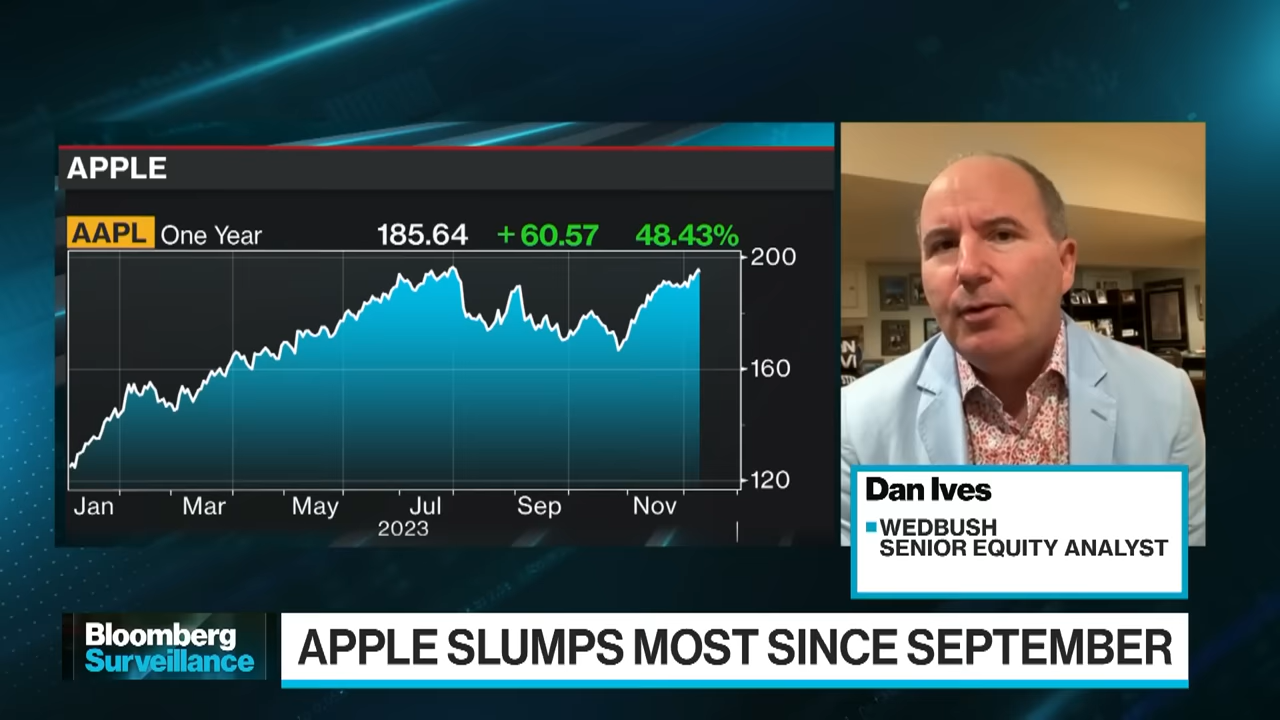 APPLE
AAPL One Year 185.64 +60.57 48.43%
200
160
120
Jan Mar May Jul Sep Nov
2023
Dan Ives
WEDBUSH
SENIOR EQUITY ANALYST
Bloomberg
Surveillance
APPLE SLUMPS MOST SINCE SEPTEMBER